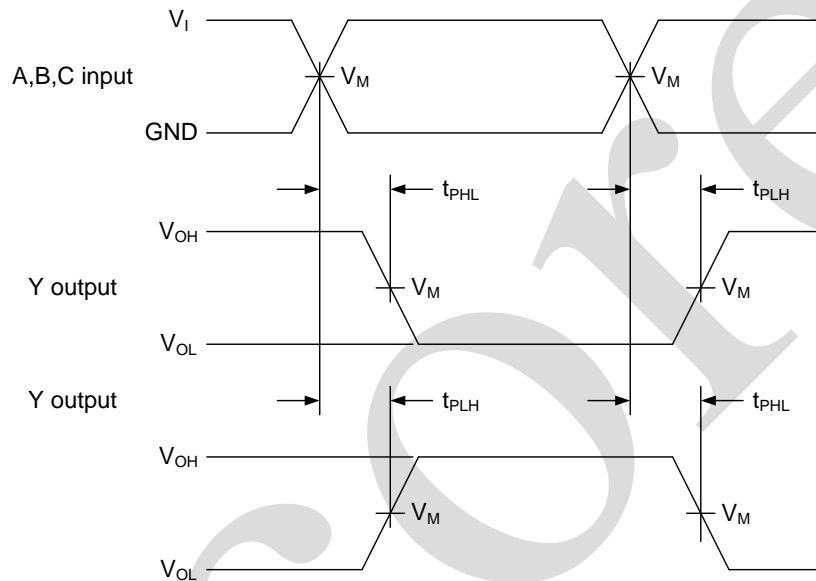 V_I
A,B,C input V_M V_M
GND
t_PHL t_PLH
V_OH
Y output V_M V_M
V_OL
Y output t_PLH t_PHL
V_OH
V_M V_M
V_OL
ore